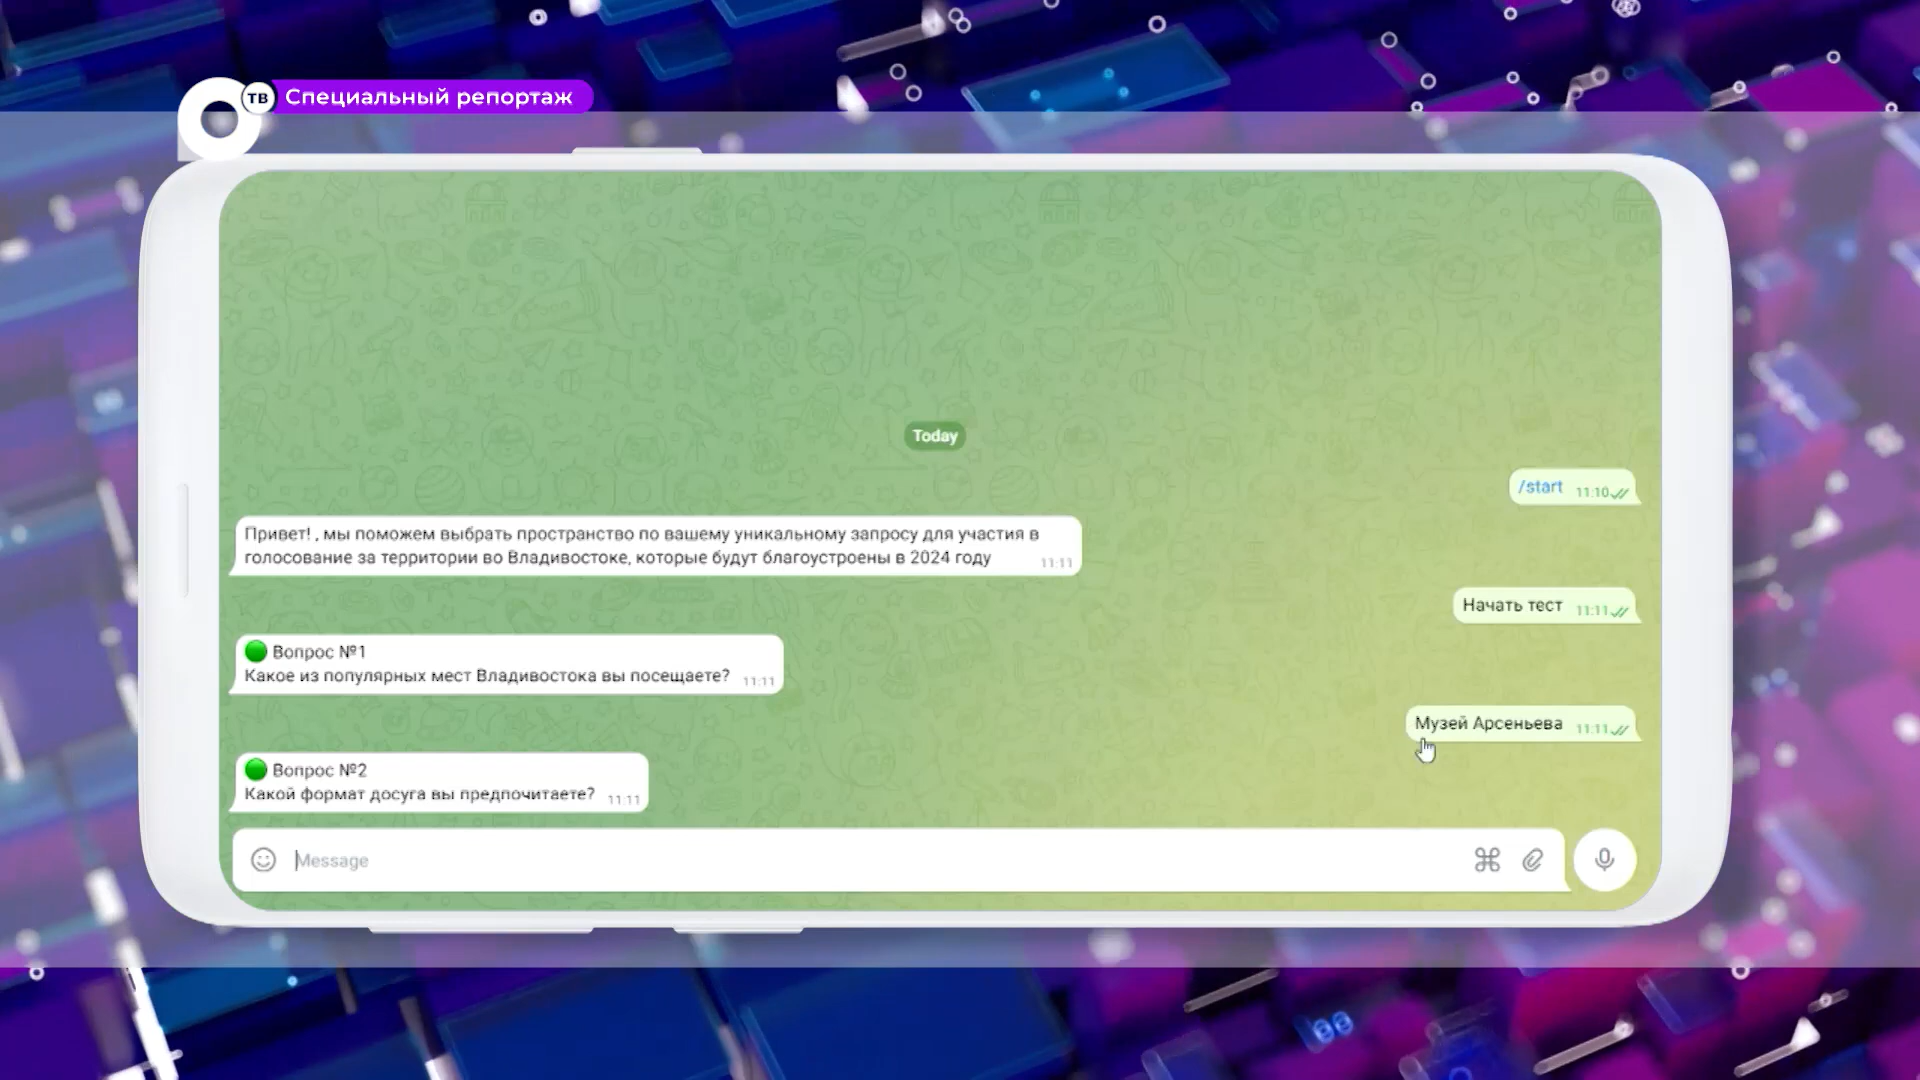 ТВ Специальный репортаж
Today
/start 11:10
Привет! , мы поможем выбрать пространство по вашему уникальному запросу для участия в
голосование за территории во Владивостоке, которые будут благоустроены в 2024 году 11:11
Начать тест 11:11
Вопрос №1
Какое из популярных мест Владивостока вы посещаете? 11:11
Музей Арсеньева 11:11
Вопрос №2
Какой формат досуга вы предпочитаете? 11:11
Message